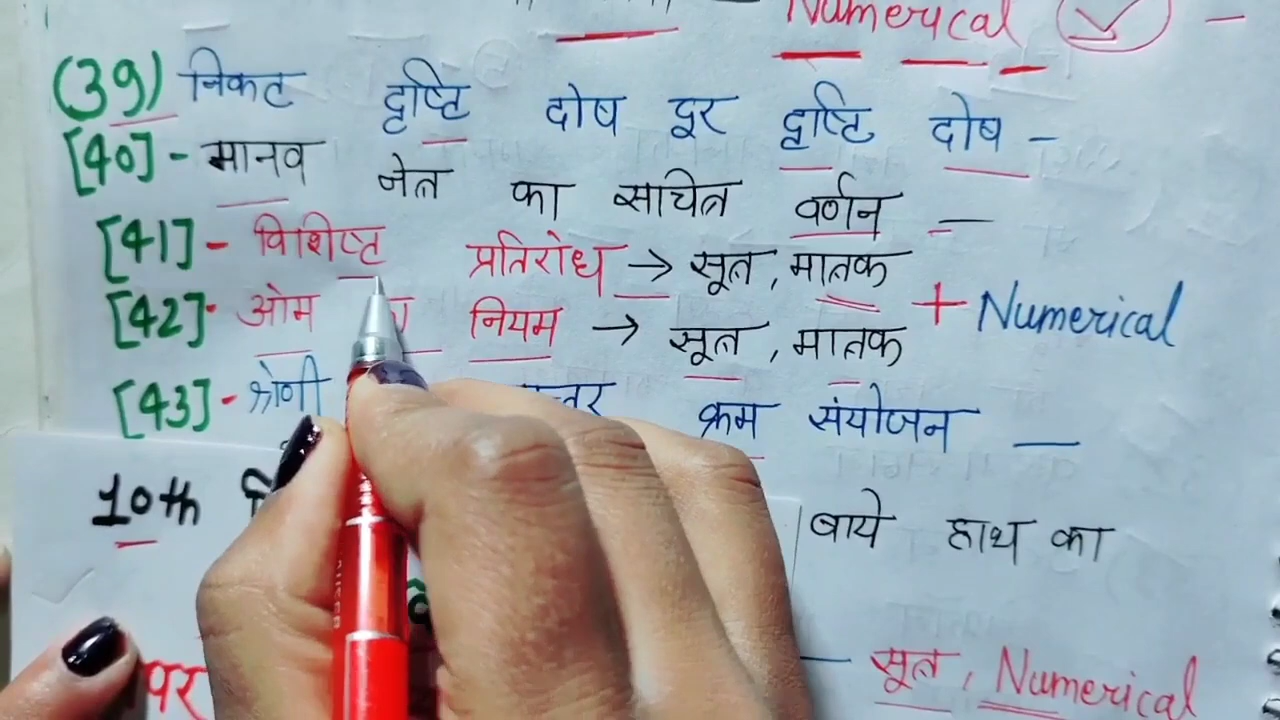 Numerical
(39) निकट दृष्टि दोष दूर दृष्टि दोष -
[40] - मानव नेत्र का सचित्र वर्णन -
[41] - विशिष्ट प्रतिरोध → सूत्र, मात्रक
[42] - ओम का नियम → सूत्र, मात्रक + Numerical
[43] - श्रेणी क्रम संयोजन -
10th बाये हाथ का
पर - सूत्र, Numerical